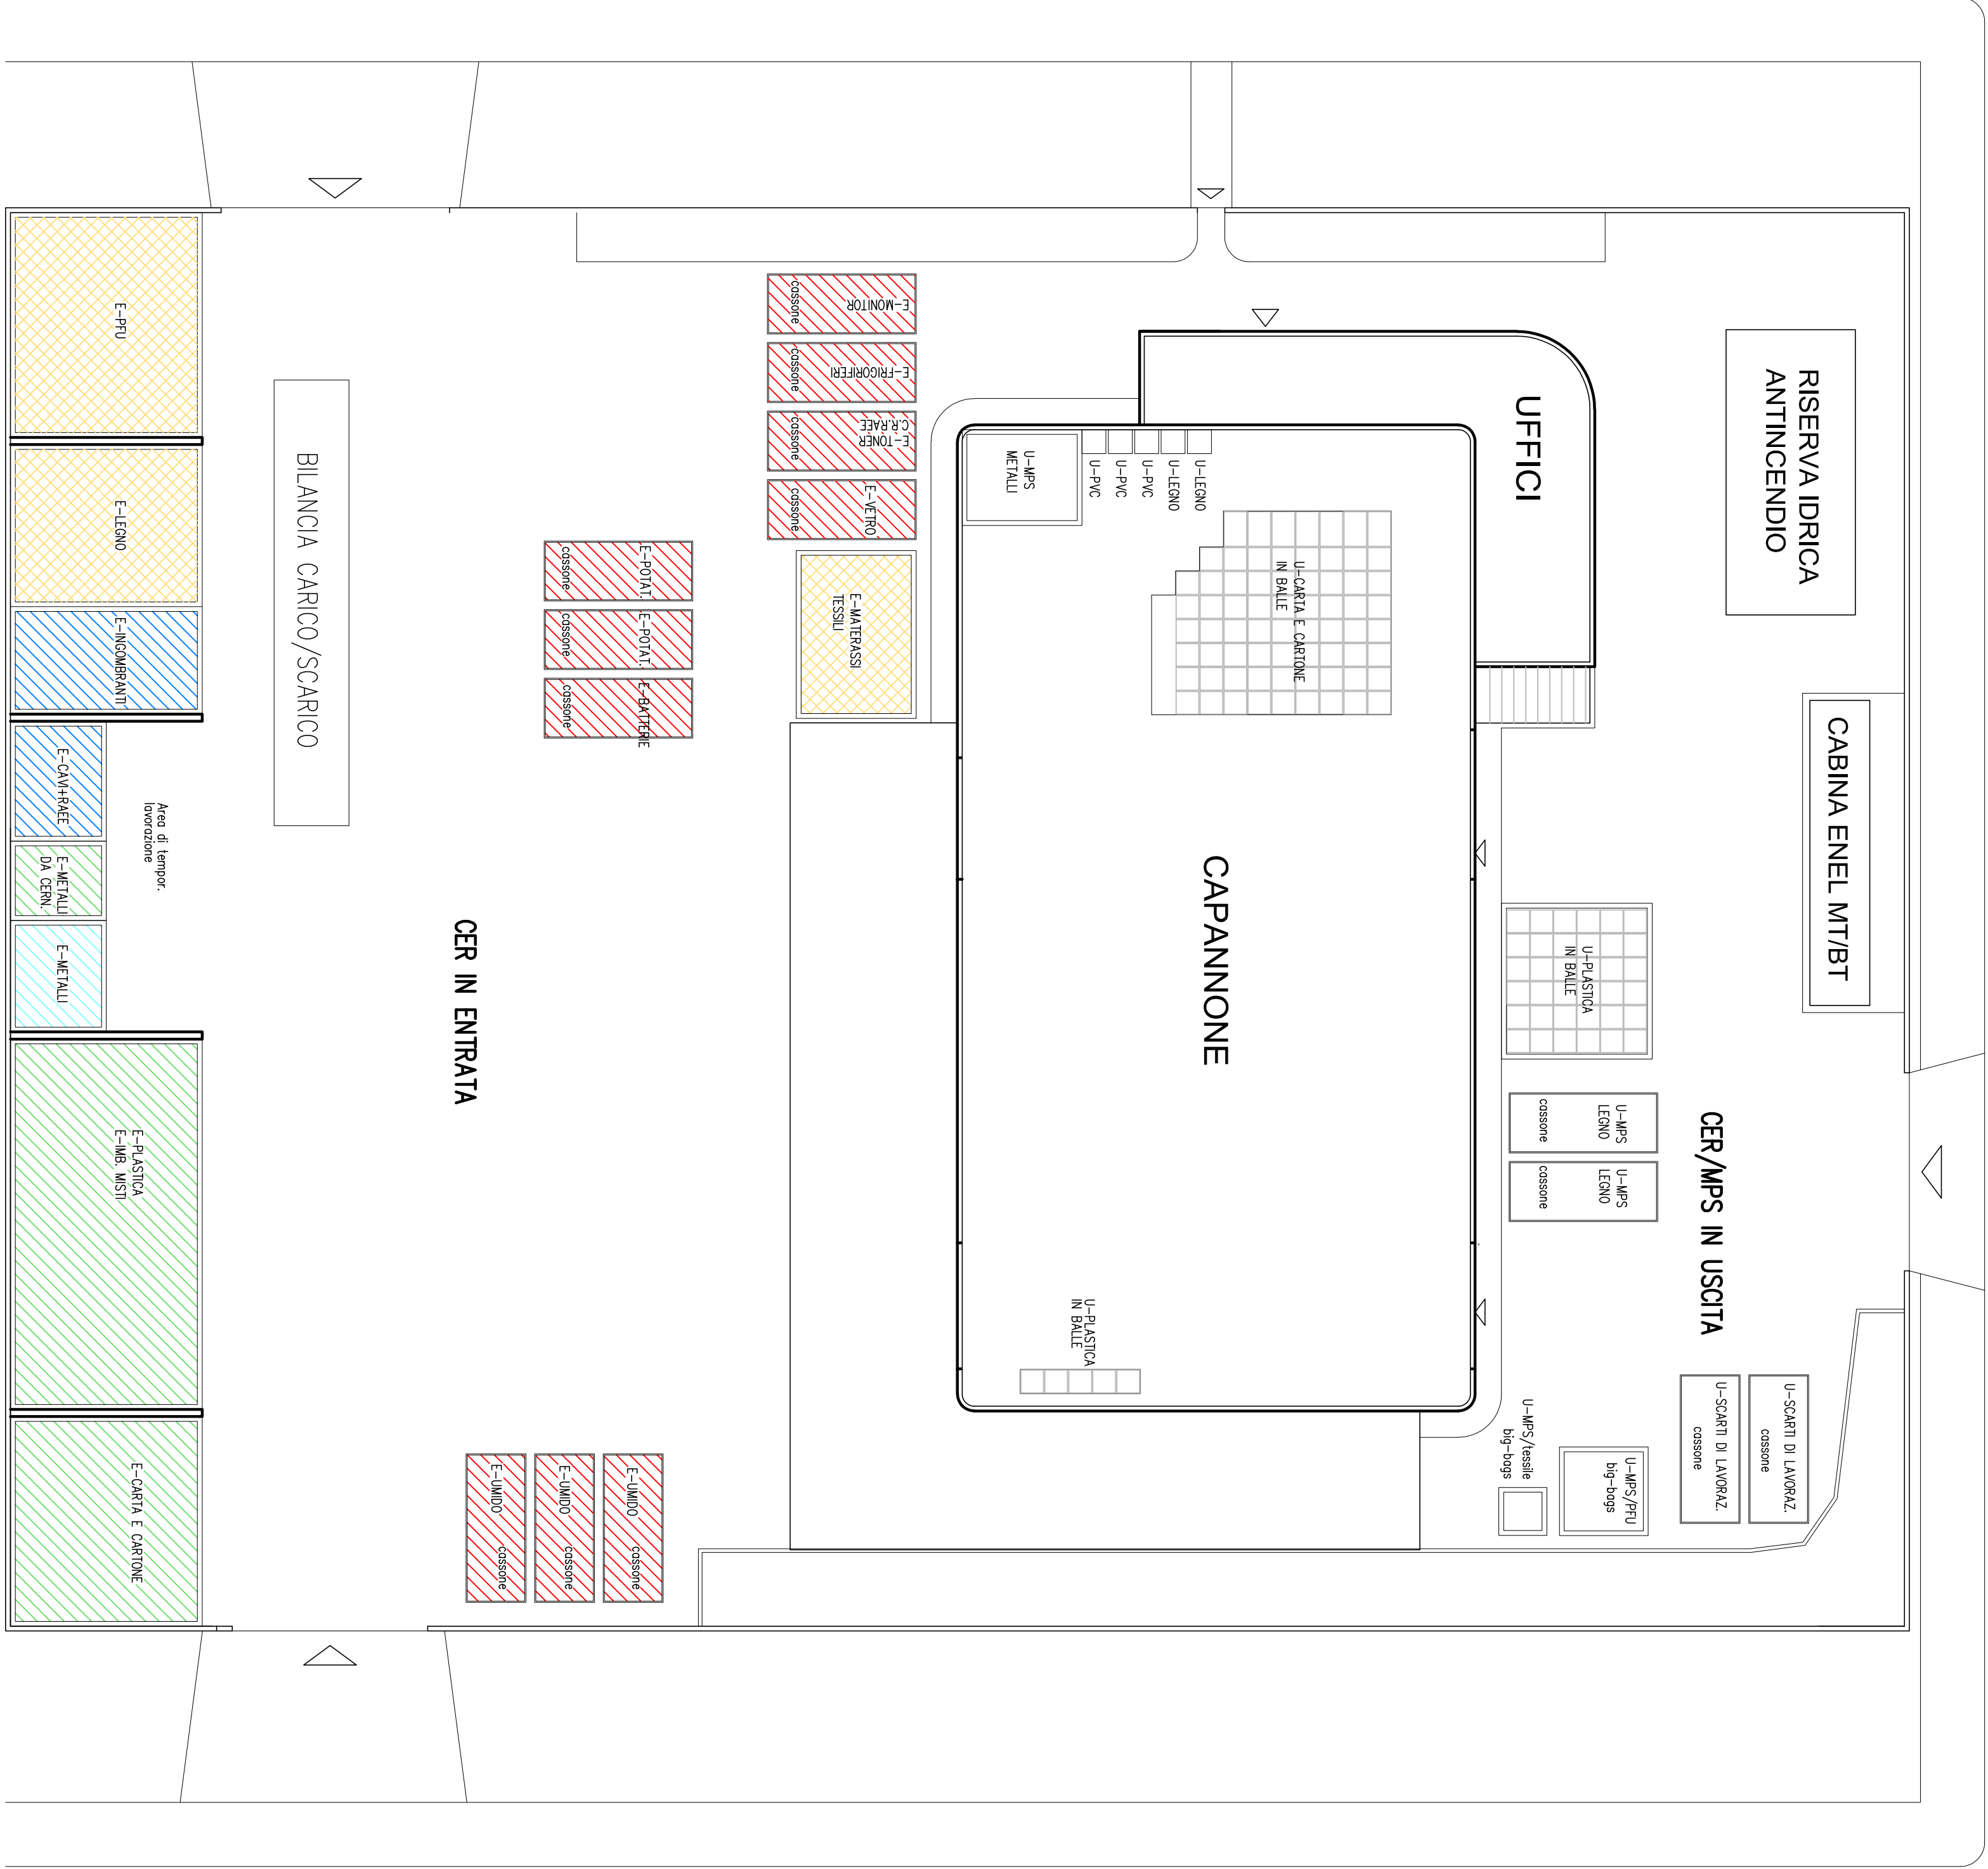 RISERVA IDRICA
ANTINCENDIO
CABINA ENEL MT/BT
UFFICI
CAPANNONE
CER/MPS IN USCITA
CER IN ENTRATA
BILANCIA CARICO/SCARICO
Area di tempor.
lavorazione
E-PFU
E-LEGNO
E-INGOMBRANTI
E-CAVI+RAEE
E-METALLI
DA CERN.
E-METALLI
E-PLASTICA
E-IMB. MISTI
E-CARTA E CARTONE
E-MONITOR
cassone
E-FRIGORIFERI
cassone
E-TONER
C.R.RAEE
cassone
E-VETRO
cassone
E-POTAT.
cassone
E-POTAT.
cassone
E-BATTERIE
cassone
E-MATERASSI
TESSILI
E-UMIDO
cassone
E-UMIDO
cassone
E-UMIDO
cassone
U-MPS
METALLI
U-PVC
U-PVC
U-PVC
U-LEGNO
U-LEGNO
U-CARTA E CARTONE
IN BALLE
U-PLASTICA
IN BALLE
U-PLASTICA
IN BALLE
U-MPS
LEGNO
cassone
U-MPS
LEGNO
cassone
U-SCARTI DI LAVORAZ.
cassone
U-SCARTI DI LAVORAZ.
cassone
U-MPS/PFU
big-bags
U-MPS/tessile
big-bags